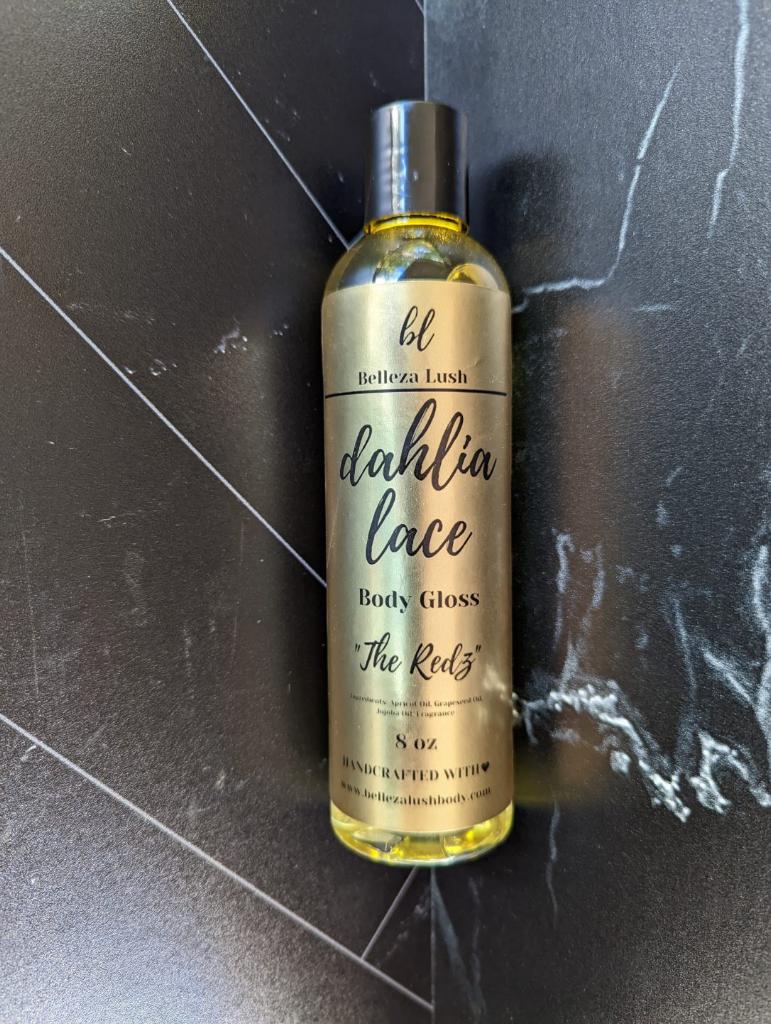 bl
Belleza Lush
dahlia
lace
Body Gloss
"The Redz"
Ingredients: Apricot Oil, Grapeseed Oil,
Jojoba Oil, Fragrance
8 oz
HANDCRAFTED WITH♥
www.bellezalushbody.com